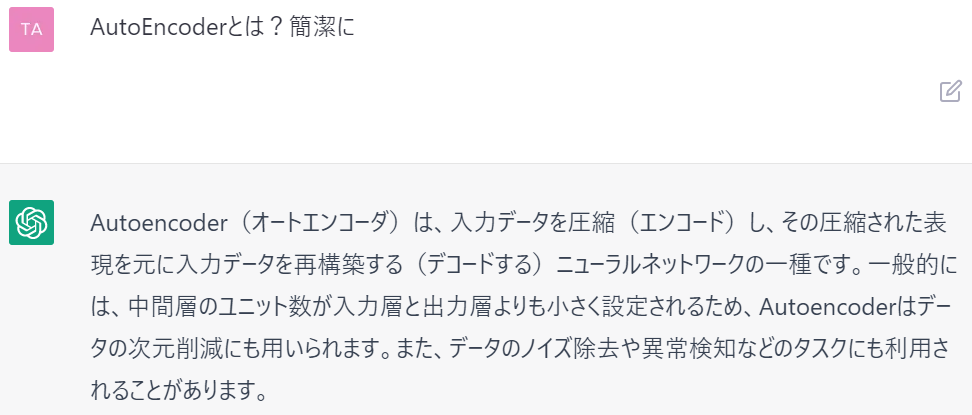 TA
AutoEncoderとは？簡潔に
Autoencoder（オートエンコーダ）は、入力データを圧縮（エンコード）し、その圧縮された表
現を元に入力データを再構築する（デコードする）ニューラルネットワークの一種です。一般的に
は、中間層のユニット数が入力層と出力層よりも小さく設定されるため、Autoencoderはデー
タの次元削減にも用いられます。また、データのノイズ除去や異常検知などのタスクにも利用さ
れることがあります。